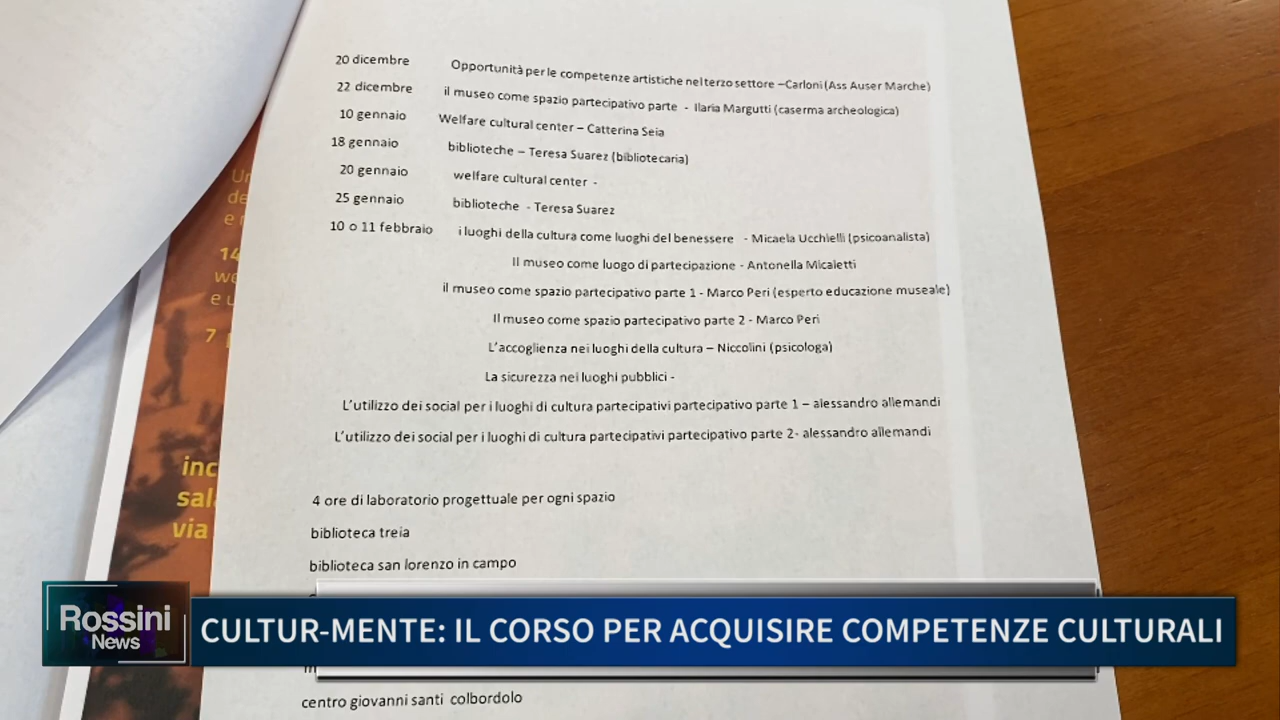 20 dicembre Opportunità per le competenze artistiche nel terzo settore –Carloni (Ass Auser Marche)
22 dicembre il museo come spazio partecipativo parte - Ilaria Margutti (caserma archeologica)
10 gennaio Welfare cultural center – Catterina Seia
18 gennaio biblioteche – Teresa Suarez (bibliotecaria)
20 gennaio welfare cultural center -
25 gennaio biblioteche - Teresa Suarez
10 o 11 febbraio i luoghi della cultura come luoghi del benessere - Micaela Ucchielli (psicoanalista)
Il museo come luogo di partecipazione - Antonella Micaletti
il museo come spazio partecipativo parte 1 - Marco Peri (esperto educazione museale)
Il museo come spazio partecipativo parte 2 - Marco Peri
L'accoglienza nei luoghi della cultura – Niccolini (psicologa)
La sicurezza nei luoghi pubblici -
L'utilizzo dei social per i luoghi di cultura partecipativi partecipativo parte 1 – alessandro allemandi
L'utilizzo dei social per i luoghi di cultura partecipativi partecipativo parte 2- alessandro allemandi
4 ore di laboratorio progettuale per ogni spazio
biblioteca treia
biblioteca san lorenzo in campo
centro giovanni santi colbordolo
14
7
via
Rossini
News
CULTUR-MENTE: IL CORSO PER ACQUISIRE COMPETENZE CULTURALI